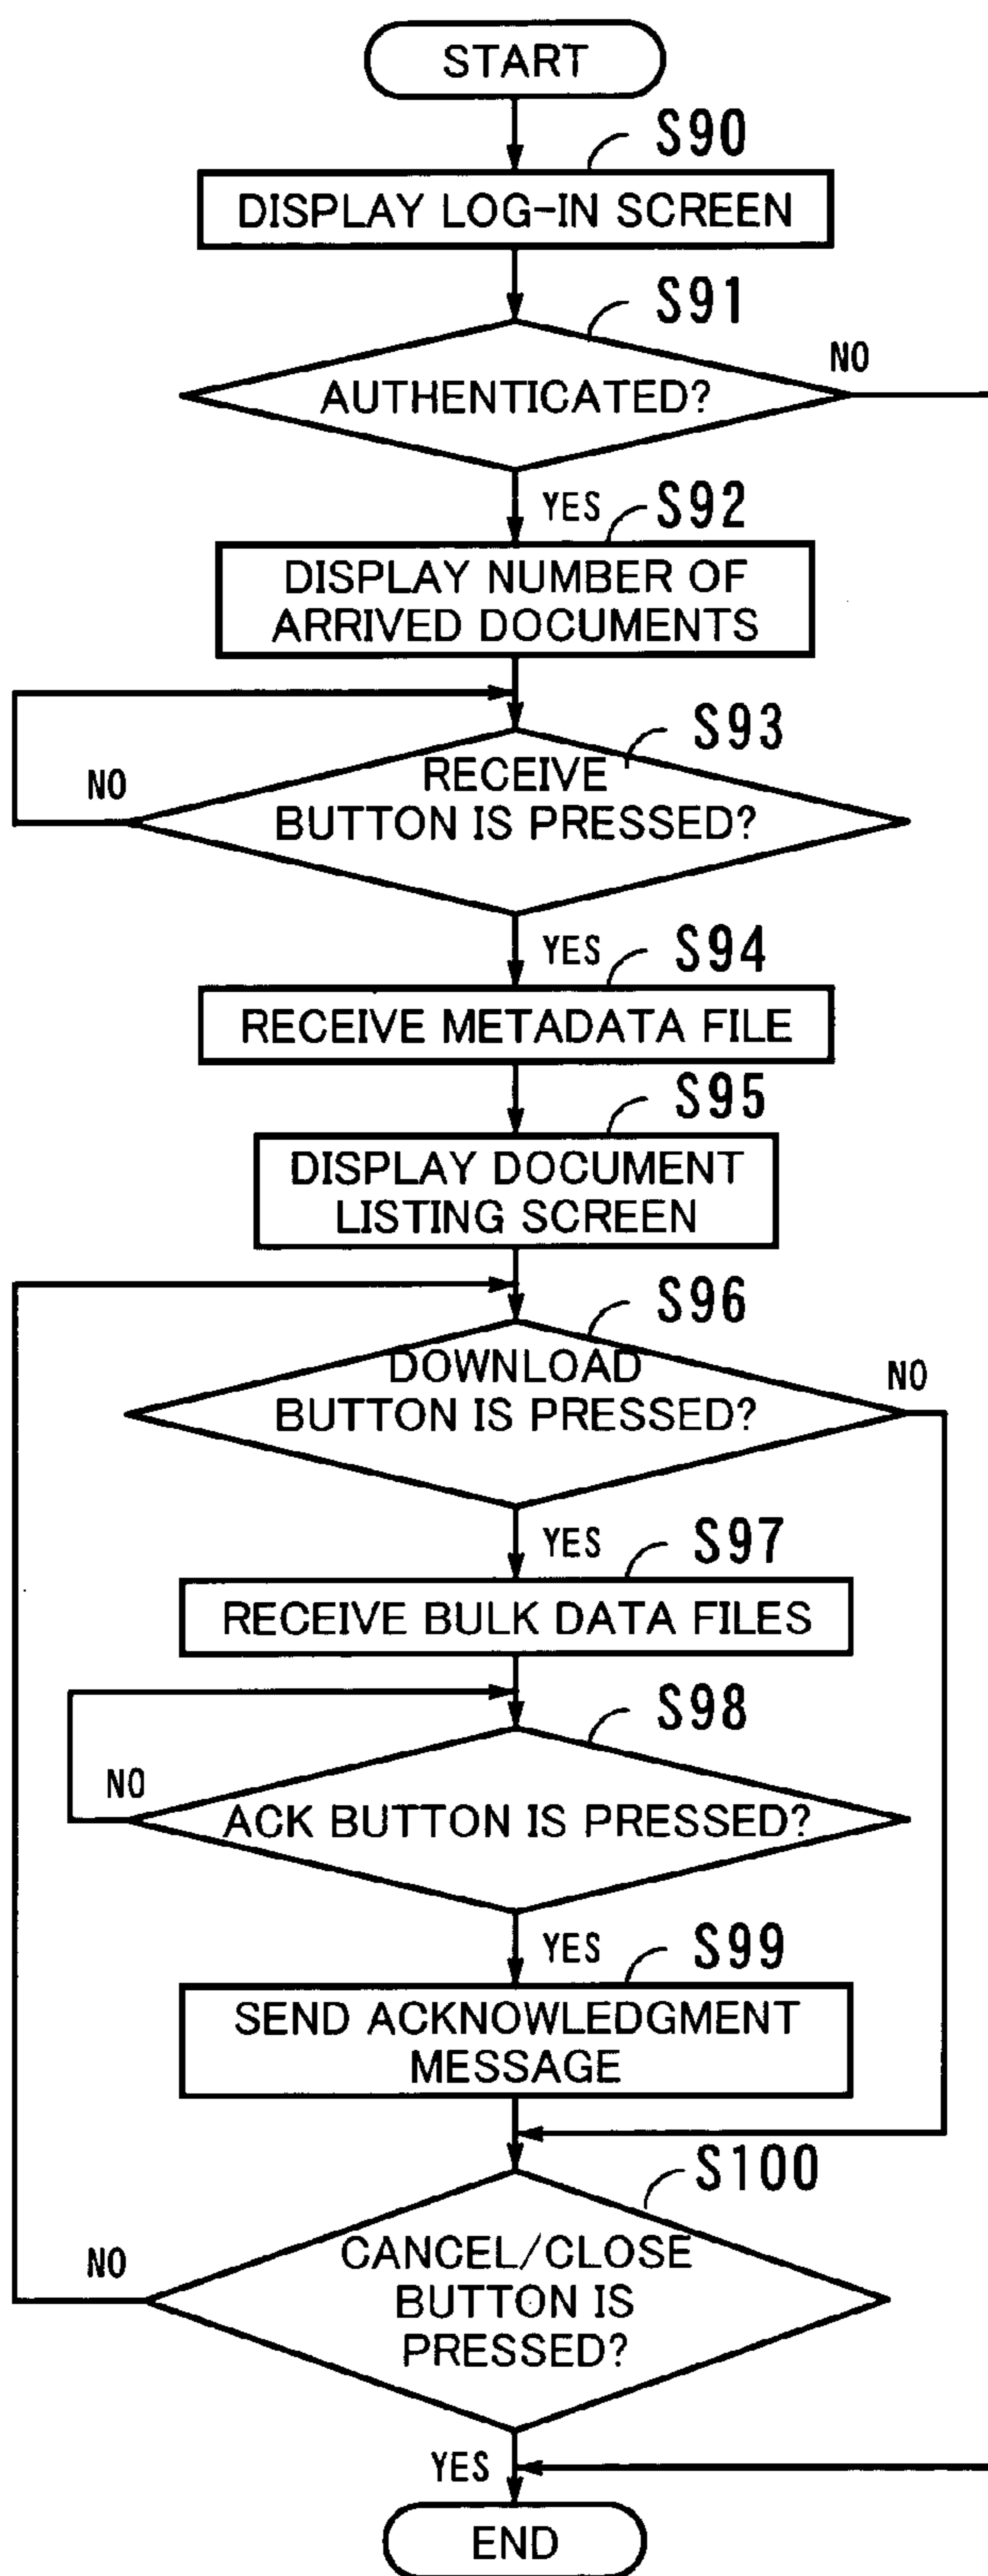 START
S90
DISPLAY LOG-IN SCREEN
S91
NO
AUTHENTICATED?
YES
S92
DISPLAY NUMBER OF
ARRIVED DOCUMENTS
S93
NO
RECEIVE
BUTTON IS PRESSED?
YES
S94
RECEIVE METADATA FILE
S95
DISPLAY DOCUMENT
LISTING SCREEN
S96
DOWNLOAD
NO
BUTTON IS PRESSED?
YES
S97
RECEIVE BULK DATA FILES
S98
NO
ACK BUTTON IS PRESSED?
YES
S99
SEND ACKNOWLEDGMENT
MESSAGE
S100
NO
CANCEL/CLOSE
BUTTON IS
PRESSED?
YES
END